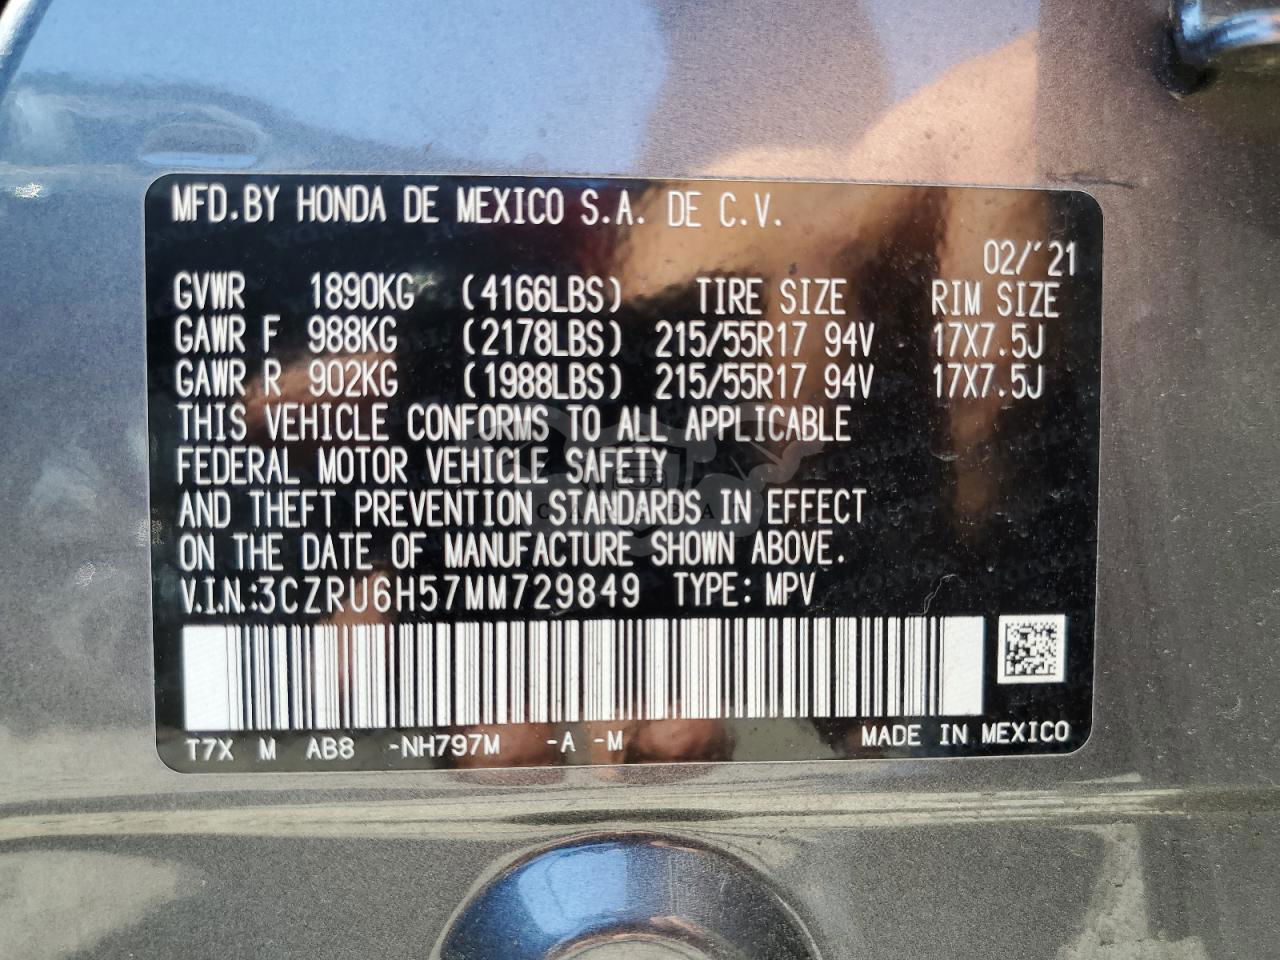 MFD.BY HONDA DE MEXICO S.A. DE C.V.
02/'21
GVWR 1890KG (4166LBS) TIRE SIZE RIM SIZE
GAWR F 988KG (2178LBS) 215/55R17 94V 17X7.5J
GAWR R 902KG (1988LBS) 215/55R17 94V 17X7.5J
THIS VEHICLE CONFORMS TO ALL APPLICABLE
FEDERAL MOTOR VEHICLE SAFETY
AND THEFT PREVENTION STANDARDS IN EFFECT
ON THE DATE OF MANUFACTURE SHOWN ABOVE.
V.I.N.:3CZRU6H57MM729849 TYPE: MPV
T7X M AB8 -NH797M -A -M MADE IN MEXICO